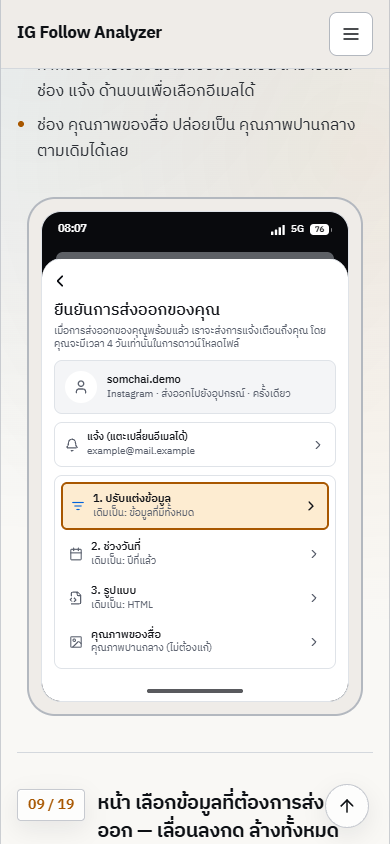 IG Follow Analyzer
ช่อง แจ้ง ด้านบนเพื่อเลือกอีเมลได้
ช่อง คุณภาพของสื่อ ปล่อยเป็น คุณภาพปานกลาง
ตามเดิมได้เลย
08:07
5G 76
ยืนยันการส่งออกของคุณ
เมื่อการส่งออกของคุณพร้อมแล้ว เราจะส่งการแจ้งเตือนถึงคุณ โดย
คุณจะมีเวลา 4 วันเท่านั้นในการดาวน์โหลดไฟล์
somchai.demo
Instagram · ส่งออกไปยังอุปกรณ์ · ครั้งเดียว
แจ้ง (แตะเปลี่ยนอีเมลได้)
example@mail.example
1. ปรับแต่งข้อมูล
เดิมเป็น: ข้อมูลที่มีทั้งหมด
2. ช่วงวันที่
เดิมเป็น: ปีที่แล้ว
3. รูปแบบ
เดิมเป็น: HTML
คุณภาพของสื่อ
คุณภาพปานกลาง (ไม่ต้องแก้)
09 / 19
หน้า เลือกข้อมูลที่ต้องการส่ง
ออก — เลื่อนลงกด ล้างทั้งหมด